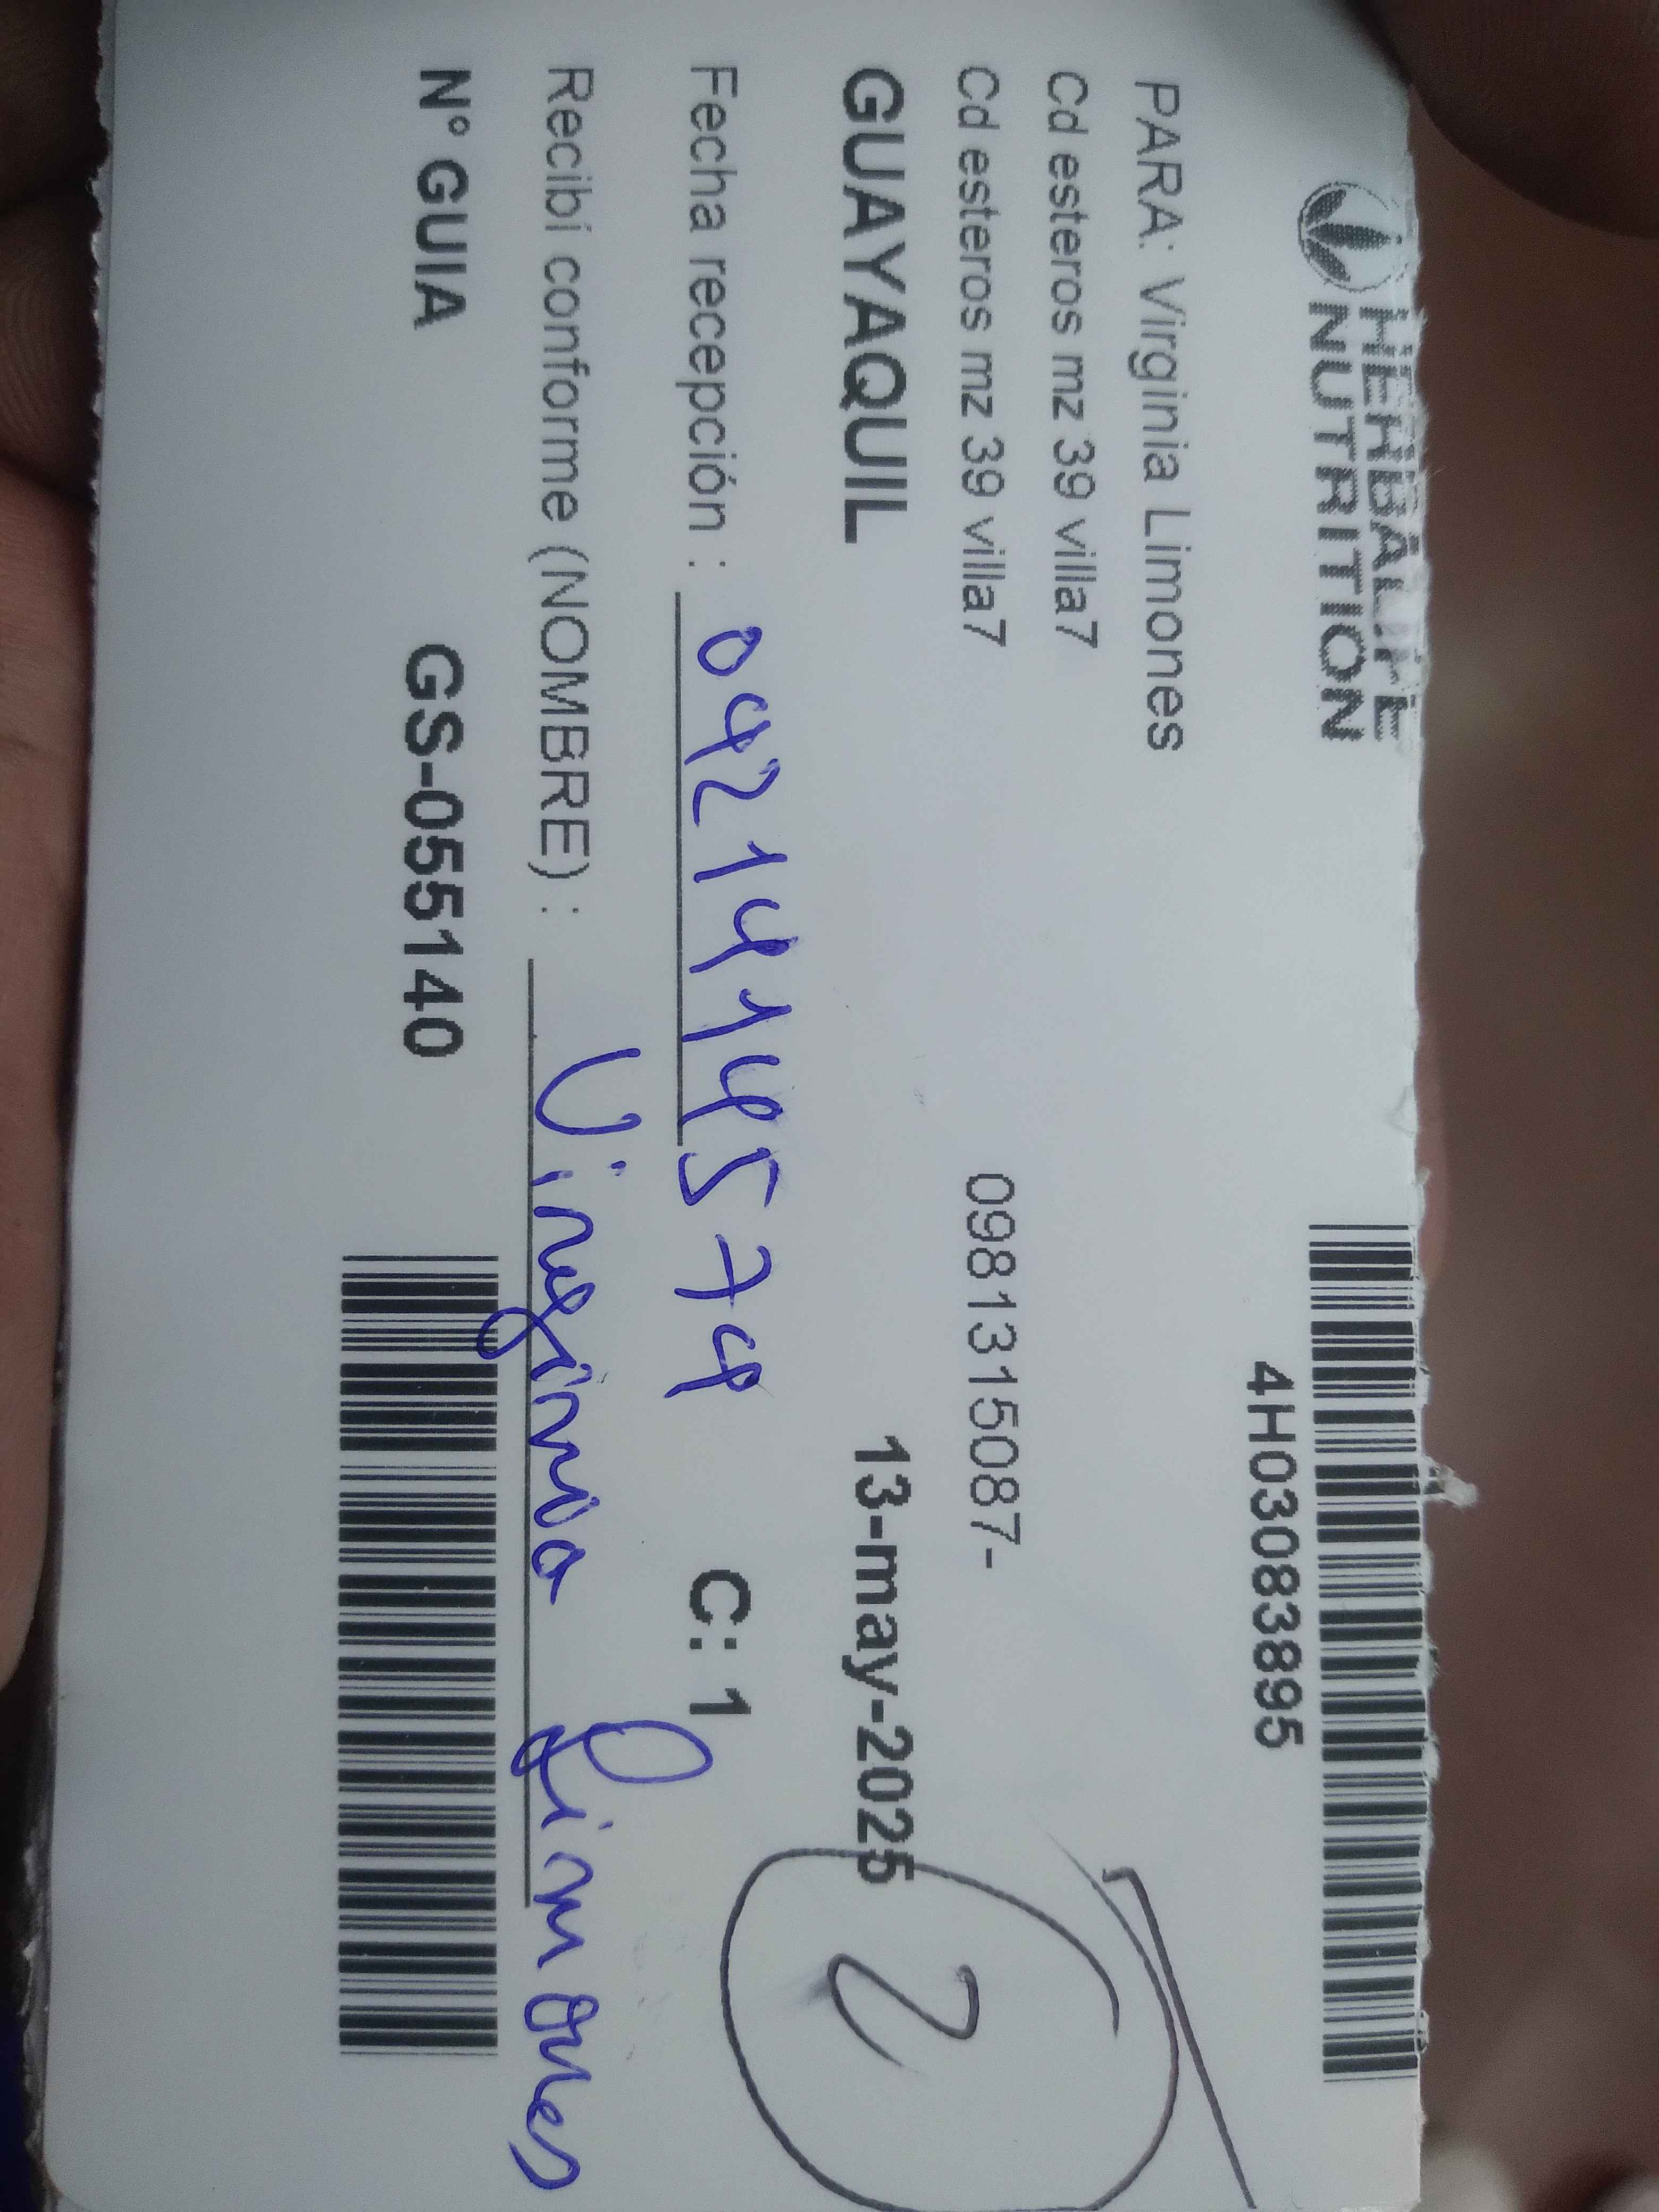 HERBALIFE
NUTRITION
4H03083895
PARA: Virginia Limones
Cd esteros mz 39 villa7
Cd esteros mz 39 villa7 0981315087-
GUAYAQUIL 13-may-2025
2
Fecha recepción : C: 1
Recibi conforme (NOMBRE) : Virginia Limones
N° GUIA GS-055140